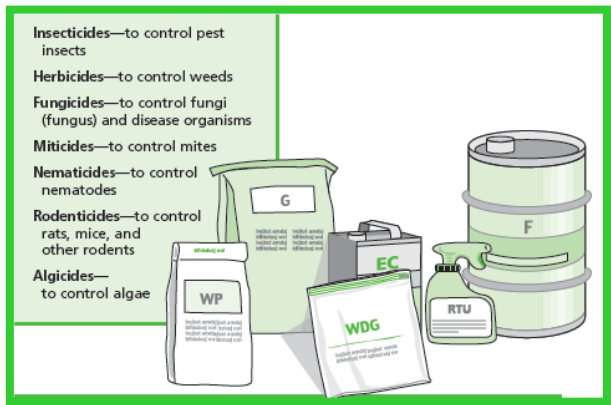 Insecticides—to control pest
insects
Herbicides—to control weeds
Fungicides—to control fungi
(fungus) and disease organisms
Miticides—to control mites
Nematicides—to control
nematodes
Rodenticides—to control
rats, mice, and
other rodents
Algicides—
to control algae
G
F
EC
WP
WDG
RTU